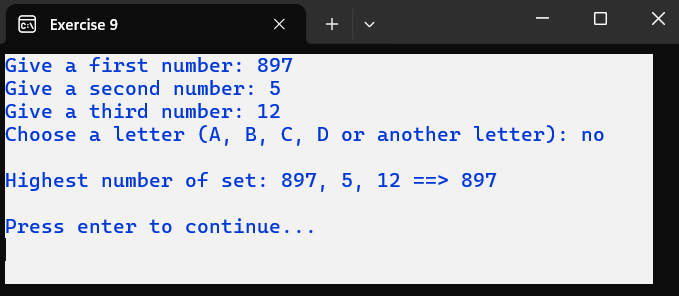 Exercise 9
Give a first number: 897
Give a second number: 5
Give a third number: 12
Choose a letter (A, B, C, D or another letter): no
Highest number of set: 897, 5, 12 ==> 897
Press enter to continue...